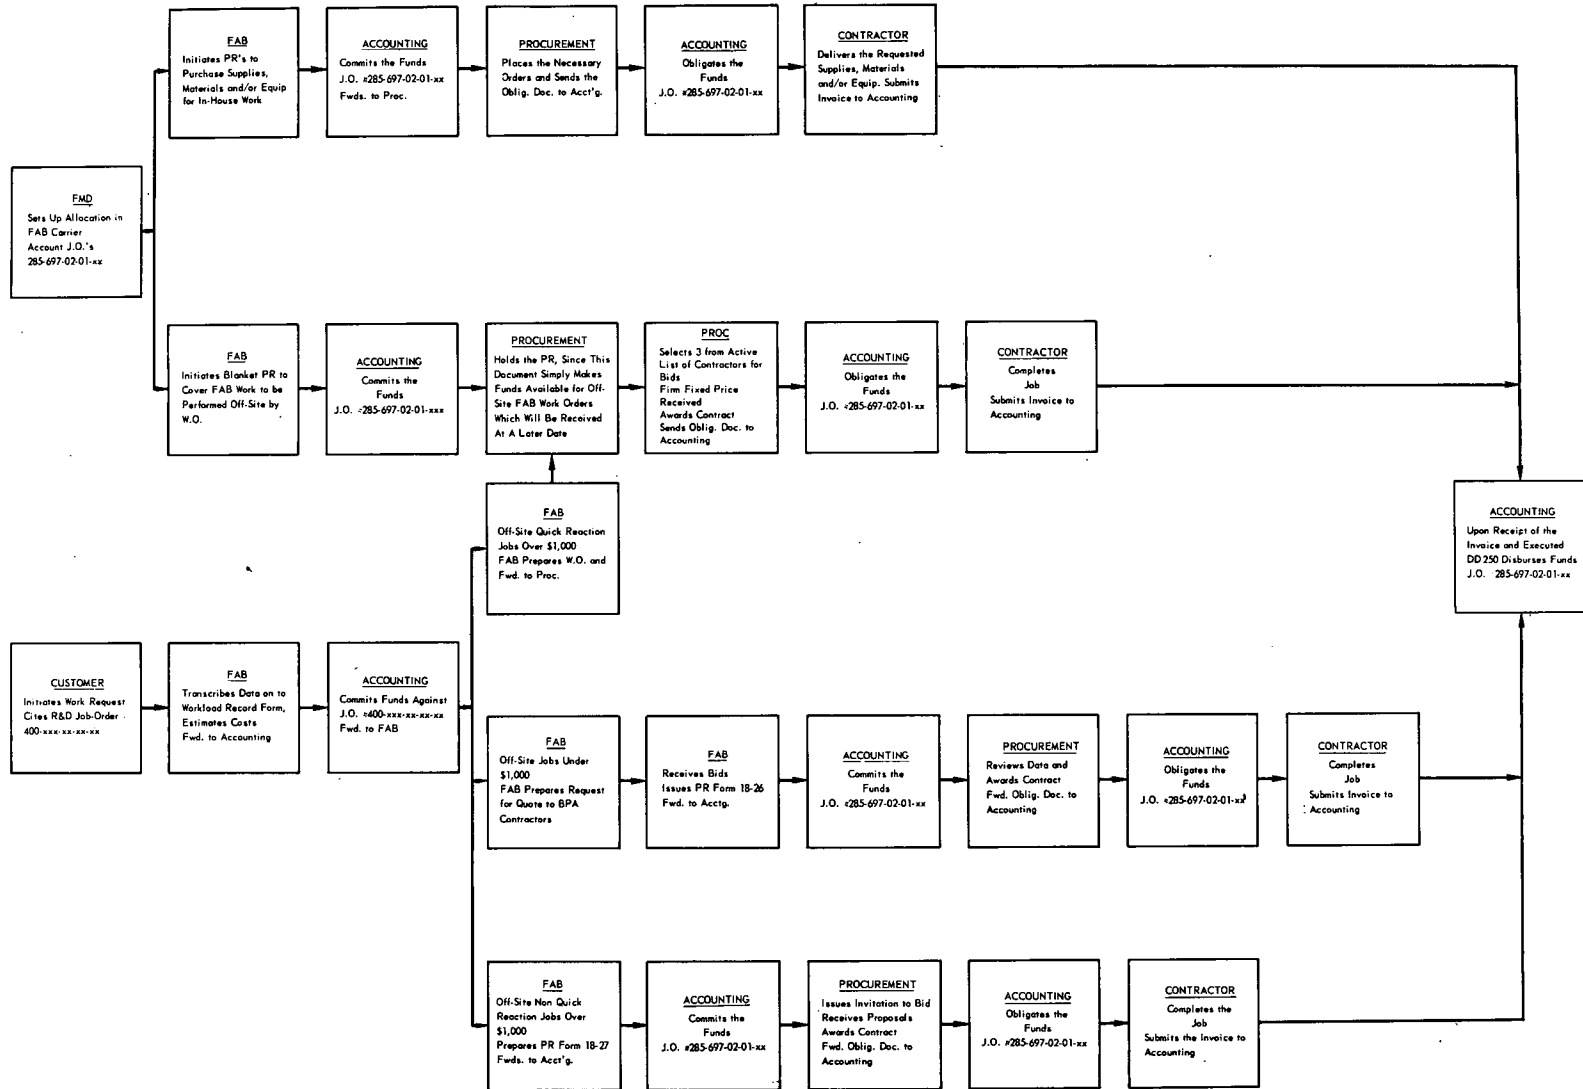 FAB
Initiates PR's to
Purchase Supplies,
Materials and/or Equip
for In-House Work
ACCOUNTING
Commits the Funds
J.O. #285-697-02-01-xx
Fwds. to Proc.
PROCUREMENT
Places the Necessary
Orders and Sends the
Oblig. Doc. to Acct'g.
ACCOUNTING
Obligates the
Funds
J.O. #285-697-02-01-xx
CONTRACTOR
Delivers the Requested
Supplies, Materials
and/or Equip. Submits
Invoice to Accounting
FMD
Sets Up Allocation in
FAB Carrier
Account J.O.'s
285-697-02-01-xx
FAB
Initiates Blanket PR to
Cover FAB Work to be
Performed Off-Site by
W.O.
ACCOUNTING
Commits the
Funds
J.O. #285-697-02-01-xxx
PROCUREMENT
Holds the PR, Since This
Document Simply Makes
Funds Available for Off-
Site FAB Work Orders
Which Will Be Received
At A Later Date
PROC
Selects 3 from Active
List of Contractors for
Bids
Firm Fixed Price
Received
Awards Contract
Sends Oblig. Doc. to
Accounting
ACCOUNTING
Obligates the
Funds
J.O. #285-697-02-01-xx
CONTRACTOR
Completes
Job
Submits Invoice to
Accounting
FAB
Off-Site Quick Reaction
Jobs Over $1,000
FAB Prepares W.O. and
Fwd. to Proc.
ACCOUNTING
Upon Receipt of the
Invoice and Executed
DD250 Disburses Funds
J.O. 285-697-02-01-xx
CUSTOMER
Initiates Work Request
Cites R&D Job-Order
400-xxx-xx-xx-xx
FAB
Transcribes Data on to
Workload Record Form,
Estimates Costs
Fwd. to Accounting
ACCOUNTING
Commits Funds Against
J.O. #400-xxx-xx-xx-xx
Fwd. to FAB
FAB
Off-Site Jobs Under
$1,000
FAB Prepares Request
for Quote to BPA
Contractors
FAB
Receives Bids
Issues PR Form 18-26
Fwd. to Acctg.
ACCOUNTING
Commits the
Funds
J.O. #285-697-02-01-xx
PROCUREMENT
Reviews Data and
Awards Contract
Fwd. Oblig. Doc. to
Accounting
ACCOUNTING
Obligates the
Funds
J.O. #285-697-02-01-xx
CONTRACTOR
Completes
Job
Submits Invoice to
Accounting
FAB
Off-Site Non Quick
Reaction Jobs Over
$1,000
Prepares PR Form 18-27
Fwds. to Acct'g.
ACCOUNTING
Commits the
Funds
J.O. #285-697-02-01-xx
PROCUREMENT
Issues Invitation to Bid
Receives Proposals
Awards Contract
Fwd. Oblig. Doc. to
Accounting
ACCOUNTING
Obligates the
Funds
J.O. #285-697-02-01-xx
CONTRACTOR
Completes the
Job
Submits the Invoice to
Accounting